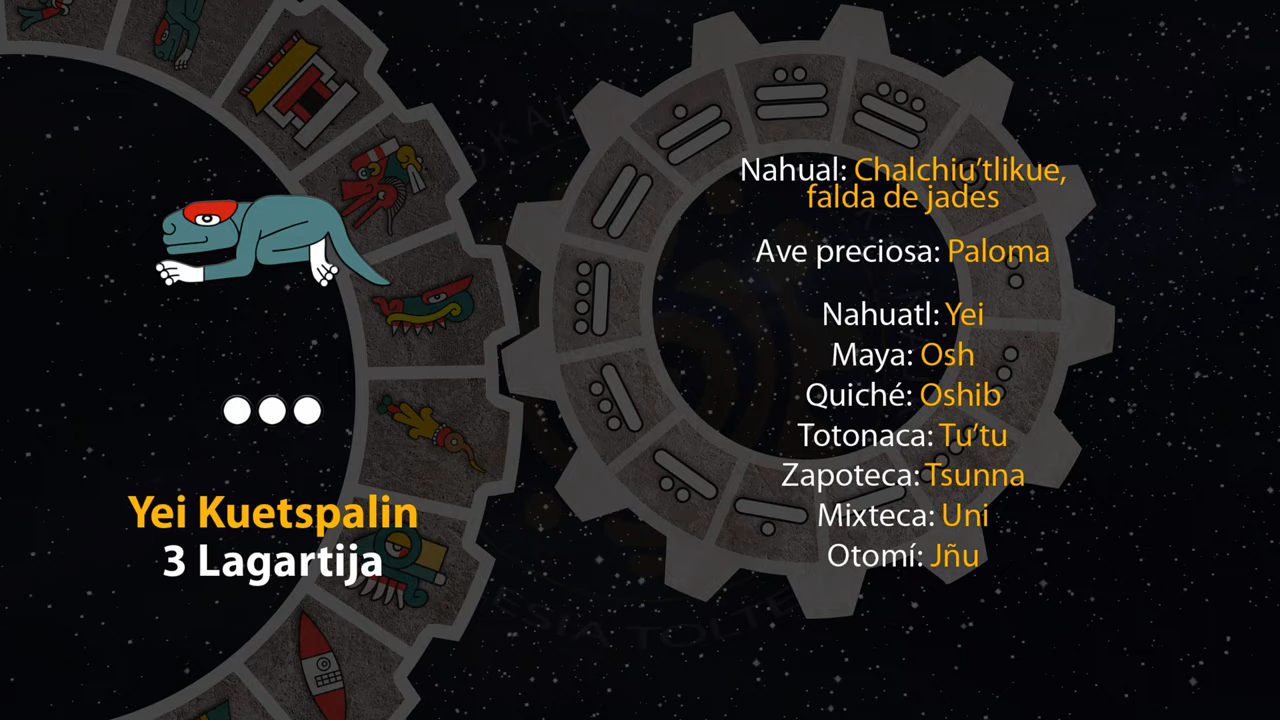 Nahual: Chalchiu’tlikue,
falda de jades
Ave preciosa: Paloma
Nahuatl: Yei
Maya: Osh
Quiché: Oshib
Totonaca: Tu’tu
Zapoteca: Tsunna
Mixteca: Uni
Otomí: Jñu
Yei Kuetspalin
3 Lagartija